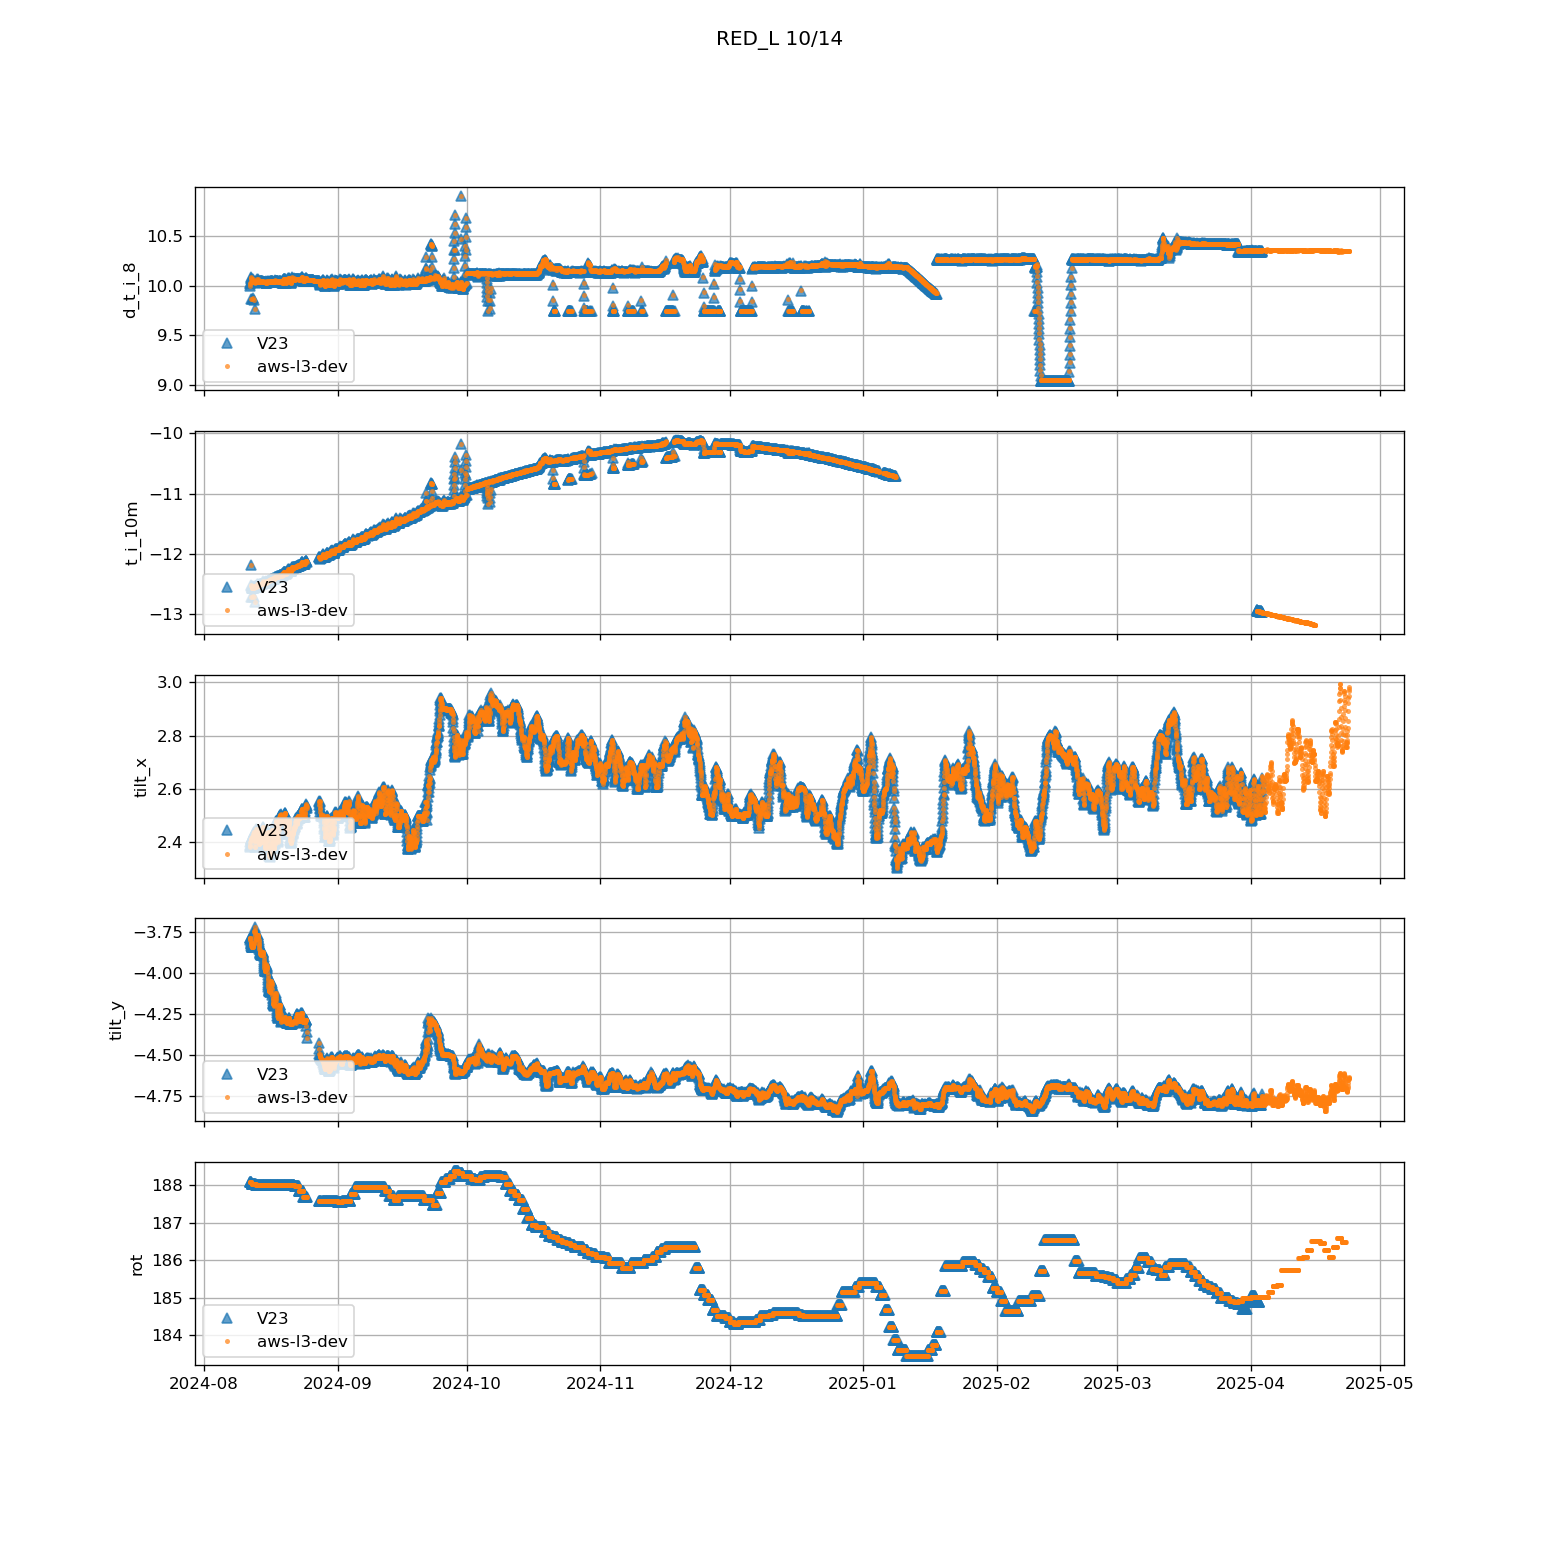 RED_L 10/14
10.5
10.0
9.5
9.0
d_t_i_8
V23
aws-l3-dev
−10
−11
−12
−13
t_i_10m
V23
aws-l3-dev
3.0
2.8
2.6
2.4
tilt_x
V23
aws-l3-dev
−3.75
−4.00
−4.25
−4.50
−4.75
tilt_y
V23
aws-l3-dev
188
187
186
185
184
rot
V23
aws-l3-dev
2024-08 2024-09 2024-10 2024-11 2024-12 2025-01 2025-02 2025-03 2025-04 2025-05